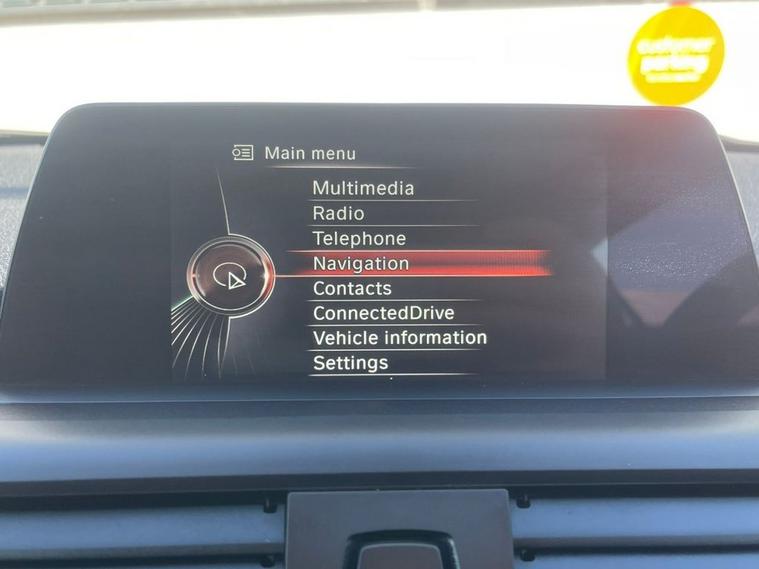 customer
parking
Main menu
Multimedia
Radio
Telephone
Navigation
Contacts
ConnectedDrive
Vehicle information
Settings